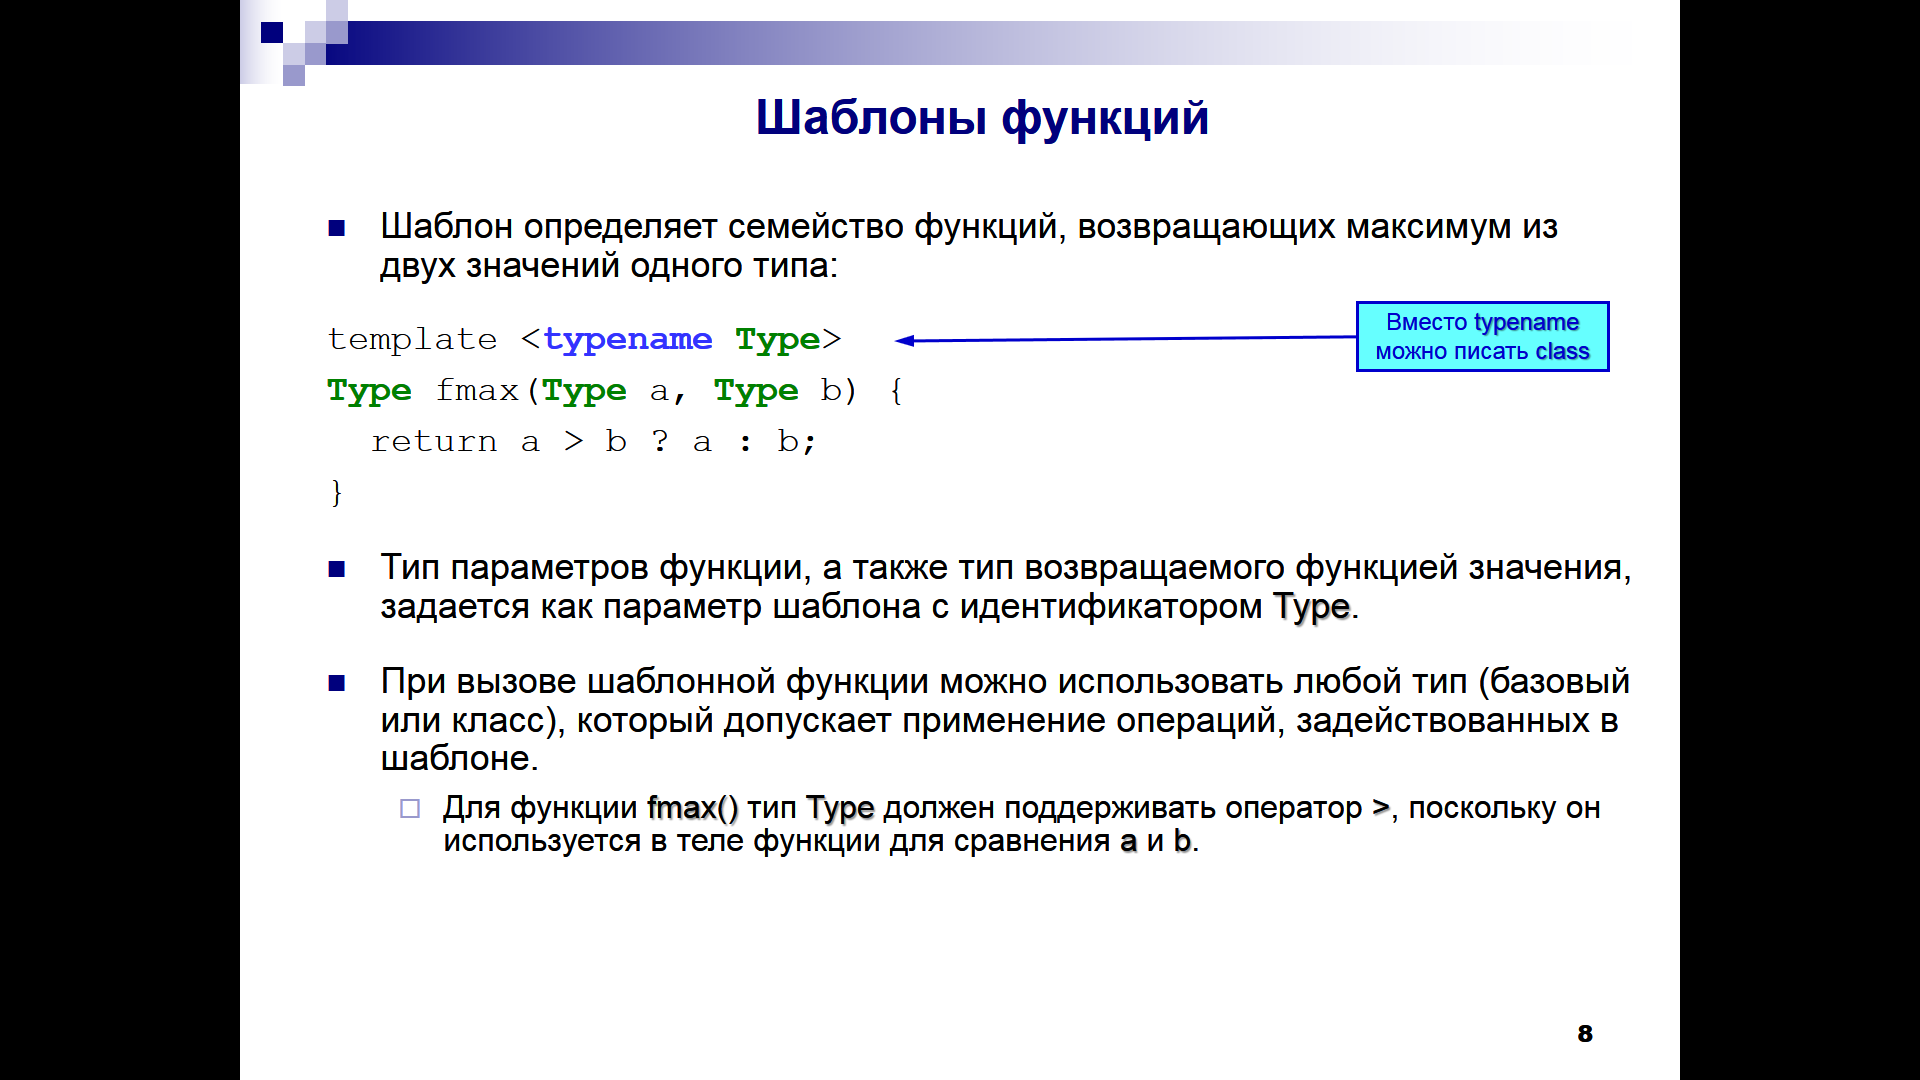 Шаблоны функций
Шаблон определяет семейство функций, возвращающих максимум из
двух значений одного типа:
template <typename Type>
Вместо typename
можно писать class
Type fmax(Type a, Type b) {
return a > b ? a : b;
}
Тип параметров функции, а также тип возвращаемого функцией значения,
задается как параметр шаблона с идентификатором Type.
При вызове шаблонной функции можно использовать любой тип (базовый
или класс), который допускает применение операций, задействованных в
шаблоне.
Для функции fmax() тип Type должен поддерживать оператор >, поскольку он
используется в теле функции для сравнения a и b.
8